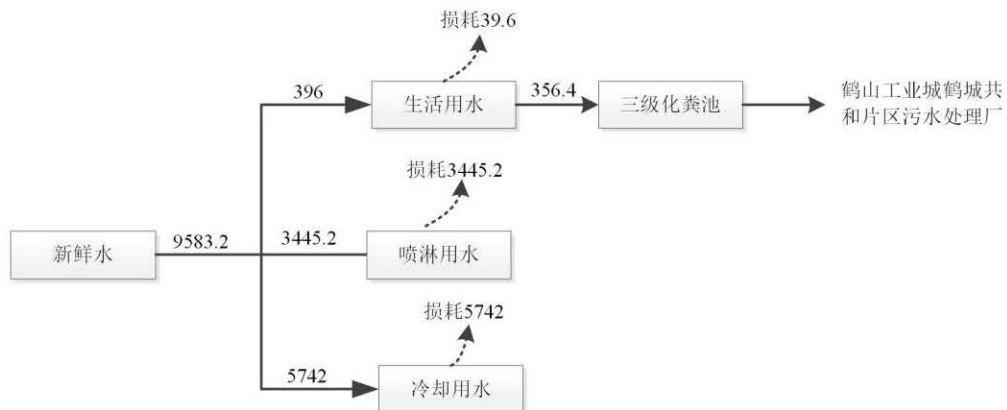 损耗39.6
396
生活用水
356.4
三级化粪池
鹤山工业城鹤城共
和片区污水处理厂
损耗3445.2
新鲜水
9583.2
3445.2
喷淋用水
损耗5742
5742
冷却用水